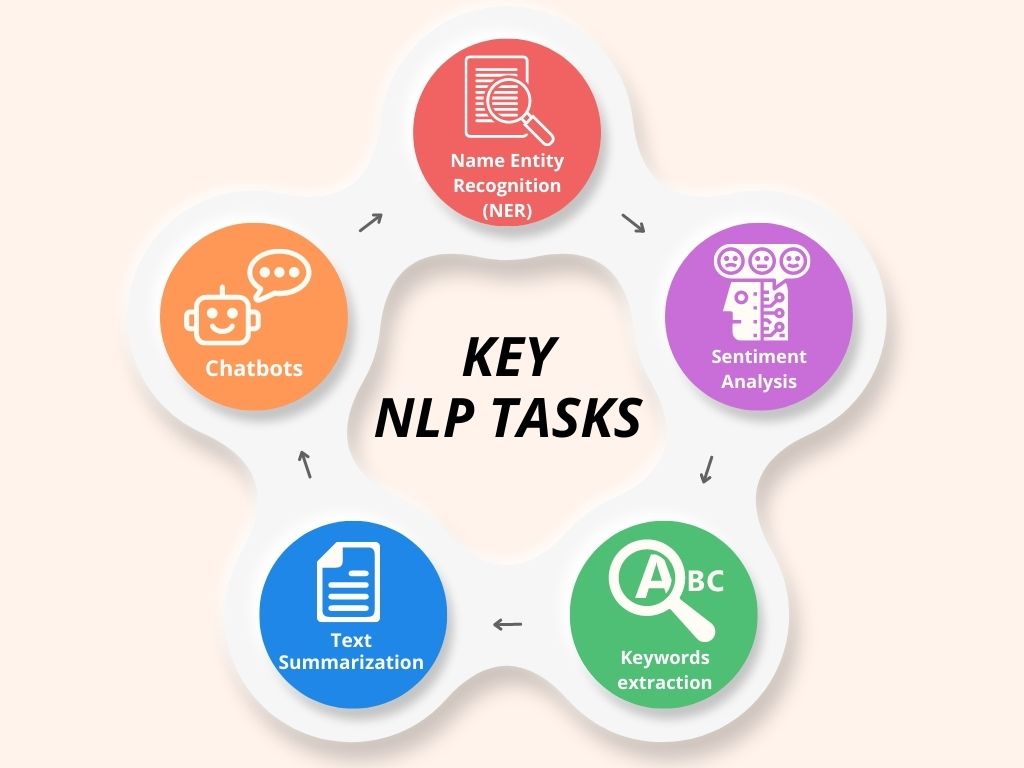 Name Entity
Recognition
(NER)
Chatbots
Sentiment
Analysis
KEY
NLP TASKS
Text
Summarization
ABC
Keywords
extraction